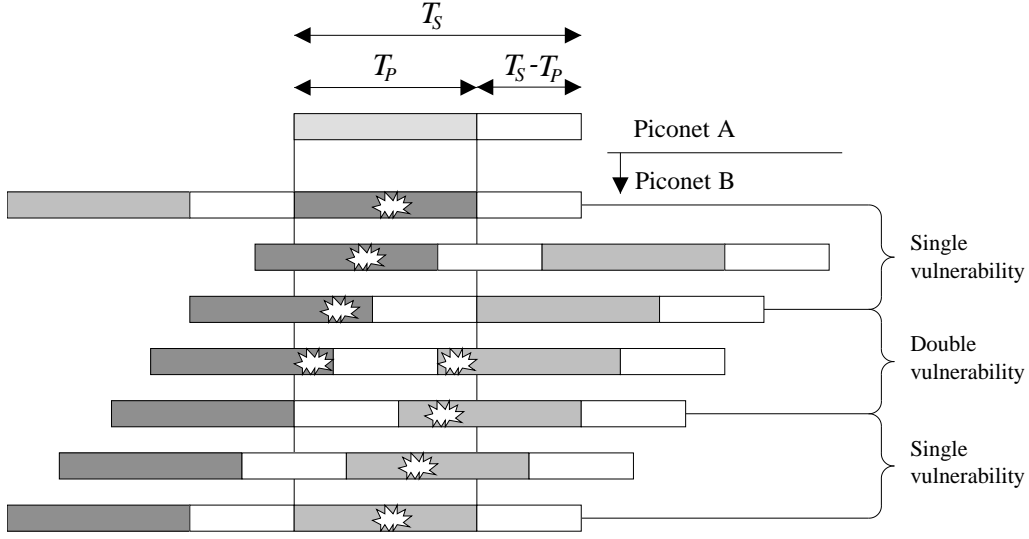 T_S
T_P
T_S-T_P
Piconet A
Piconet B
Single
vulnerability
Double
vulnerability
Single
vulnerability